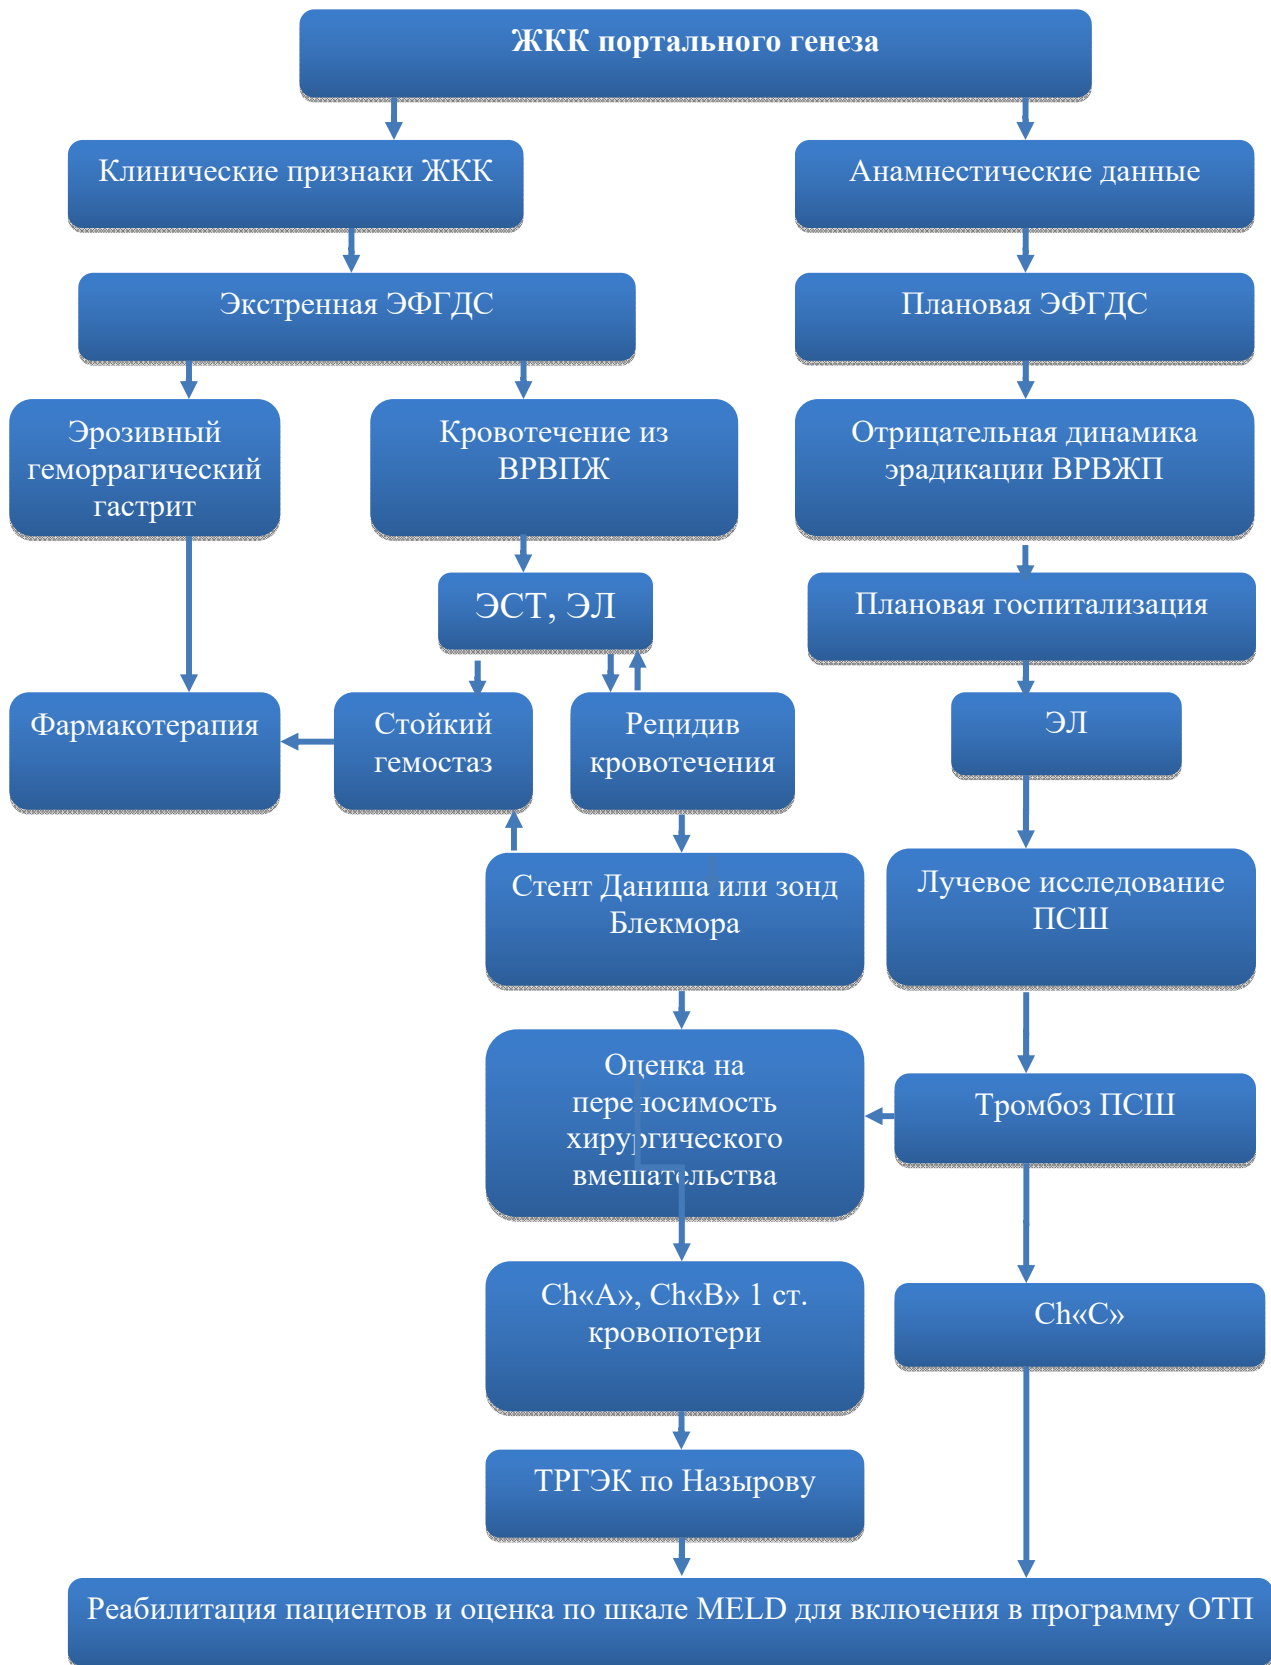 ЖКК портального генеза
Клинические признаки ЖКК
Анамнестические данные
Экстренная ЭФГДС
Плановая ЭФГДС
Эрозивный
геморрагический
гастрит
Кровотечение из
ВРВПЖ
Отрицательная динамика
эрадикации ВРВЖП
ЭСТ, ЭЛ
Плановая госпитализация
Фармакотерапия
Стойкий
гемостаз
Рецидив
кровотечения
ЭЛ
Стент Даниша или зонд
Блекмора
Лучевое исследование
ПСШ
Оценка на
переносимость
хирургического
вмешательства
Тромбоз ПСШ
Ch«A», Ch«B» 1 ст.
кровопотери
Ch«C»
ТРГЭК по Назырову
Реабилитация пациентов и оценка по шкале MELD для включения в программу ОТП